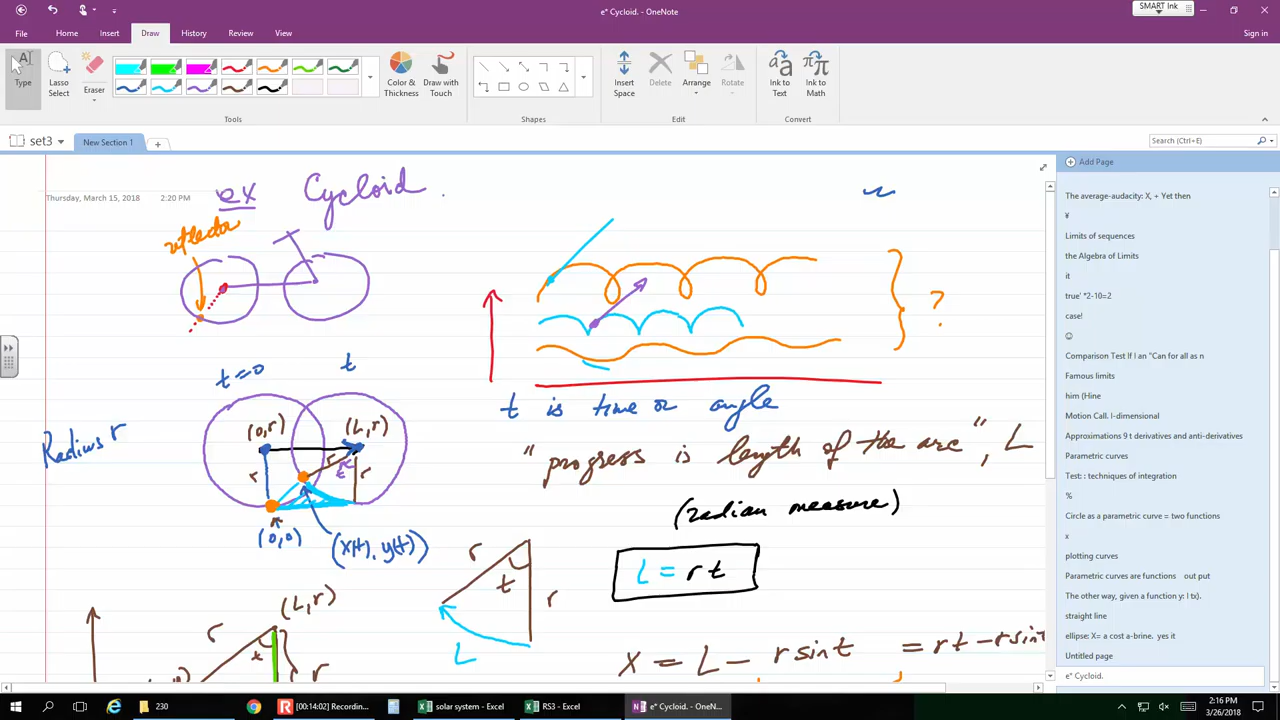 e* Cycloid. - OneNote
SMART Ink
File Home Insert Draw History Review View
Sign in
Type
Lasso Select
Eraser
Color & Thickness
Draw with Touch
Insert Space
Delete
Arrange
Rotate
Ink to Text
Ink to Math
Tools
Shapes
Edit
Convert
set3
New Section 1
Search (Ctrl+E)
Thursday, March 15, 2018 2:20 PM
ex Cycloid.
reflector
?
t=0
t
Radius r
(0,r)
(L,r)
r
r
t
r
(0,0)
(x(t), y(t))
t is time or angle
"progress is length of the arc", L
(radian measure)
L = rt
r
t
r
L
(L,r)
r
t
r
X = L - r sin t = rt - r sin t
Add Page
The average-audacity: X, + Yet then
¥
Limits of sequences
the Algebra of Limits
it
true' *2-10=2
case!
☺
Comparison Test If I an "Can for all as n
Famous limits
him (Hine
Motion Call. I-dimensional
Approximations 9 t derivatives and anti-derivatives
Parametric curves
Test: : techniques of integration
%
Circle as a parametric curve = two functions
x
plotting curves
Parametric curves are functions out put
The other way, given a function y: I tx).
straight line
ellipse: X= a cost a-brine. yes it
Untitled page
e* Cycloid.
230
[00:14:02] Recordin...
solar system - Excel
RS3 - Excel
e* Cycloid. - OneN...
2:16 PM
3/26/2018